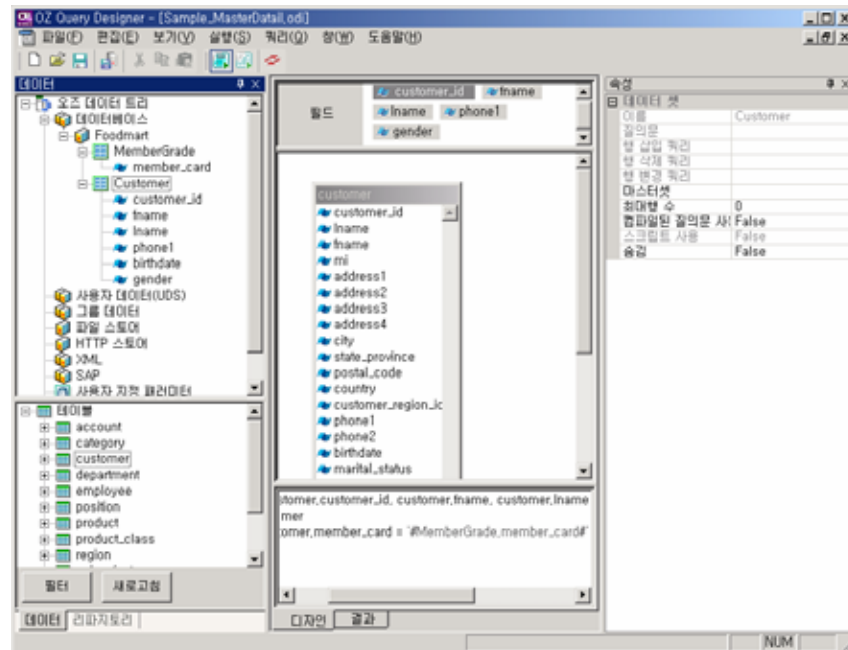 OZ Query Designer - [Sample_MasterDatail.odi]
파일(F) 편집(E) 보기(V) 실행(S) 쿼리(Q) 창(W) 도움말(H)
데이터
오즈 데이터 트리
데이터베이스
Foodmart
MemberGrade
member_card
Customer
customer_id
fname
lname
phone1
birthdate
gender
사용자 데이터(UDS)
그룹 데이터
파일 스토어
HTTP 스토어
XML
SAP
사용자 지정 파라미터
테이블
account
category
customer
department
employee
position
product
product_class
region
필터 새로고침
데이터 리파지토리
필드
customer_id fname
lname phone1
gender
customer
customer_id
lname
fname
mi
address1
address2
address3
address4
city
state_province
postal_code
country
customer_region_ic
phone1
phone2
birthdate
marital_status
tomer.customer_id, customer.fname, customer.lname
mer
tomer.member_card = '#MemberGrade.member_card#'
디자인 결과
속성
데이터 셋
이름 Customer
질의문
행 삽입 쿼리
행 삭제 쿼리
행 변경 쿼리
마스터셋
최대행 수 0
컴파일된 질의문 사 False
스크립트 사용 False
숨김 False
NUM